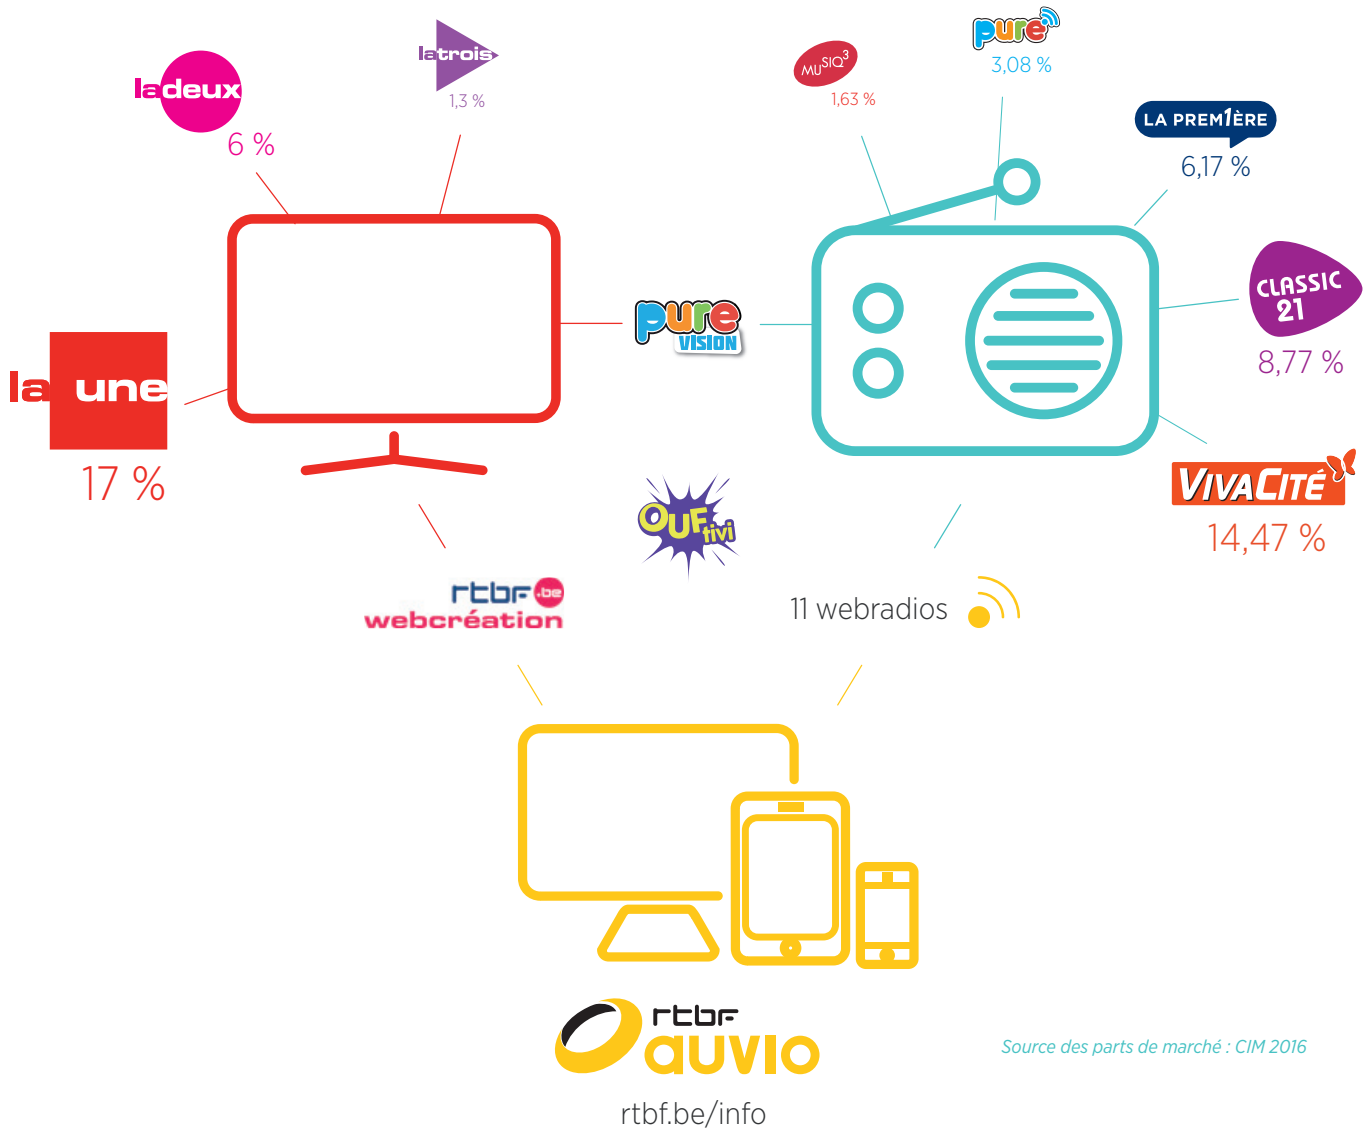 ladeux
6 %
latrois
1,3 %
MUSIQ3
1,63 %
pure
3,08 %
LA PREM1ÈRE
6,17 %
CLASSIC
21
8,77 %
la une
17 %
pure
VISION
VIVACITÉ
14,47 %
OUF
tivi
rtbf.be
webcréation
11 webradios
rtbf
auvio
Source des parts de marché : CIM 2016
rtbf.be/info